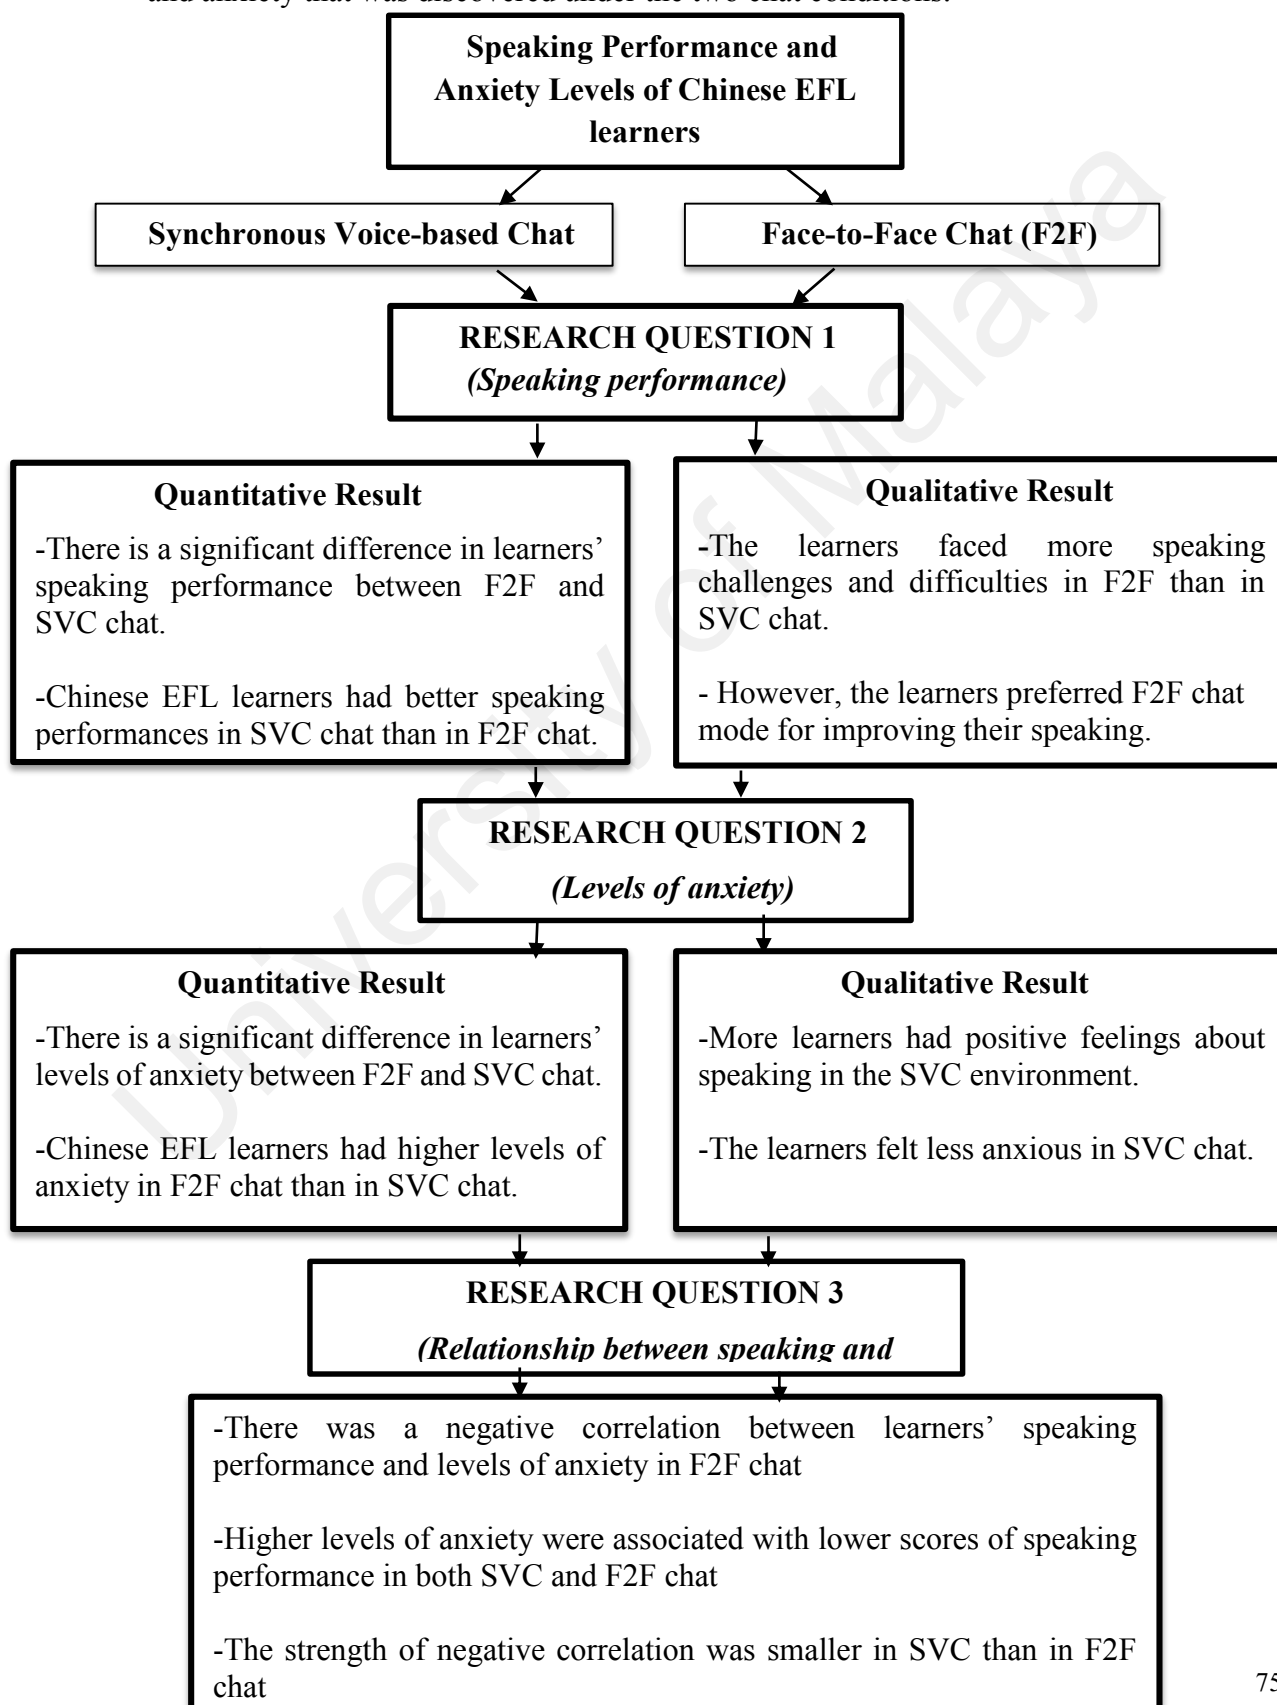 and anxiety that was discovered under the two chat conditions.
Speaking Performance and
Anxiety Levels of Chinese EFL
learners
Synchronous Voice-based Chat
Face-to-Face Chat (F2F)
RESEARCH QUESTION 1
(Speaking performance)
Quantitative Result
-There is a significant difference in learners’
speaking performance between F2F and
SVC chat.
-Chinese EFL learners had better speaking
performances in SVC chat than in F2F chat.
Qualitative Result
-The learners faced more speaking
challenges and difficulties in F2F than in
SVC chat.
- However, the learners preferred F2F chat
mode for improving their speaking.
RESEARCH QUESTION 2
(Levels of anxiety)
Quantitative Result
-There is a significant difference in learners’
levels of anxiety between F2F and SVC chat.
-Chinese EFL learners had higher levels of
anxiety in F2F chat than in SVC chat.
Qualitative Result
-More learners had positive feelings about
speaking in the SVC environment.
-The learners felt less anxious in SVC chat.
RESEARCH QUESTION 3
(Relationship between speaking and
-There was a negative correlation between learners’ speaking
performance and levels of anxiety in F2F chat
-Higher levels of anxiety were associated with lower scores of speaking
performance in both SVC and F2F chat
-The strength of negative correlation was smaller in SVC than in F2F
chat
75
University of Malaya